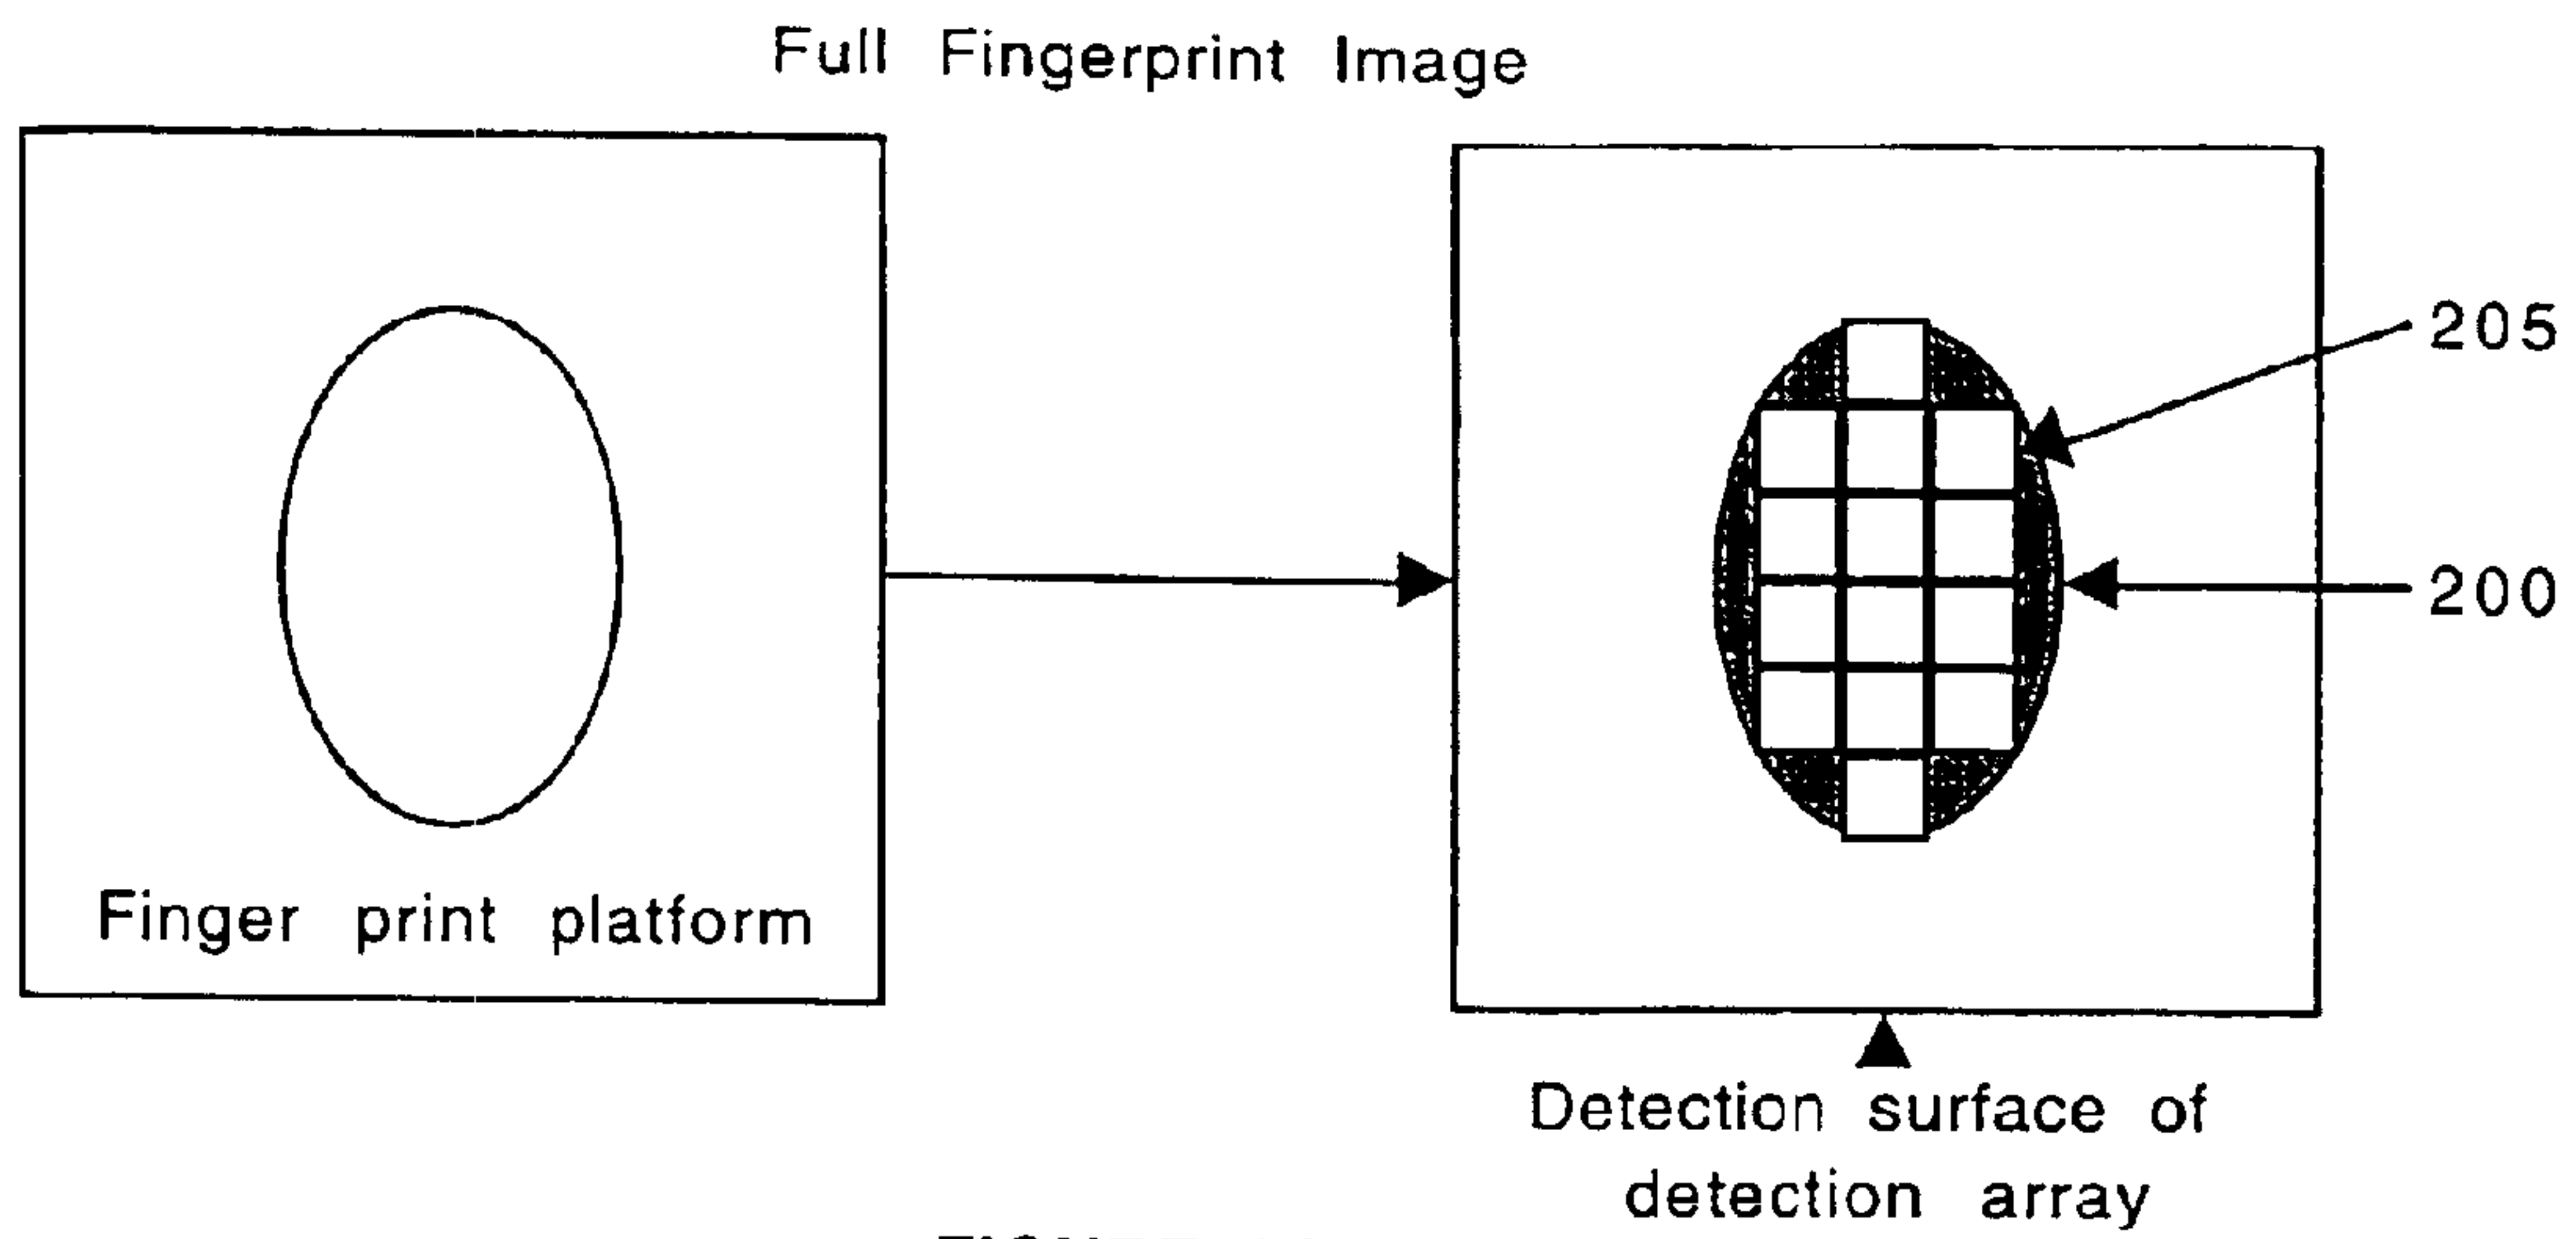 Full Fingerprint Image
205
200
Finger print platform
Detection surface of
detection array